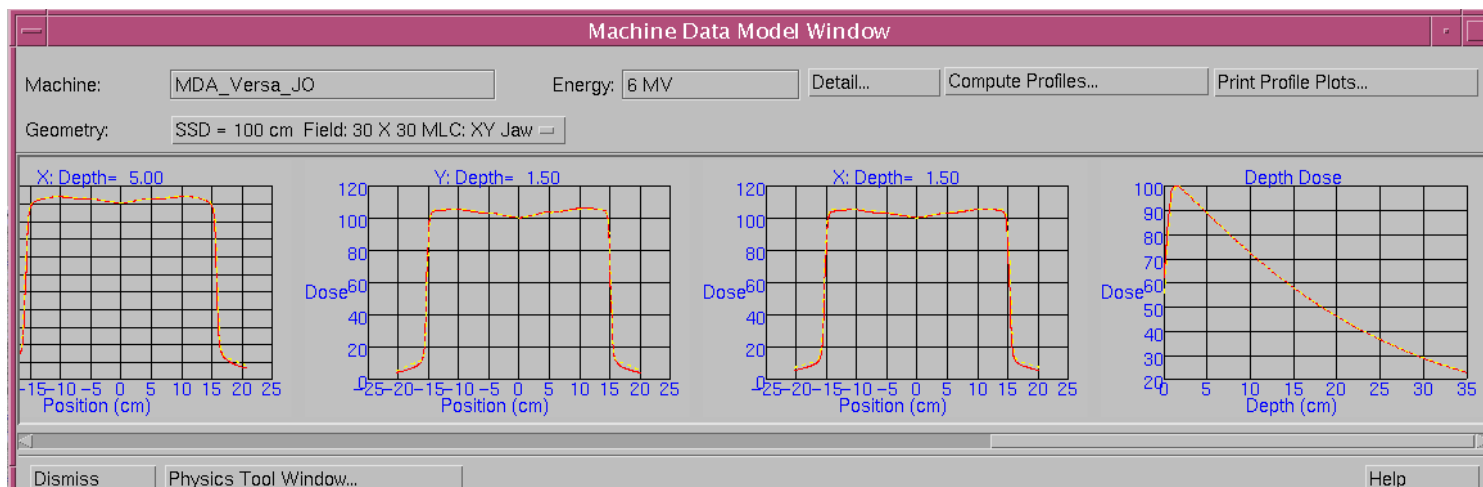 Machine Data Model Window
Machine: MDA_Versa_JO Energy: 6 MV Detail... Compute Profiles... Print Profile Plots...
Geometry: SSD = 100 cm Field: 30 X 30 MLC: XY Jaw
X: Depth= 5.00
-15 -10 -5 0 5 10 15 20 25
Position (cm)
Y: Depth= 1.50
120
100
80
Dose 60
40
20
0
-25 -20 -15 -10 -5 0 5 10 15 20 25
Position (cm)
X: Depth= 1.50
120
100
80
Dose 60
40
20
0
-25 -20 -15 -10 -5 0 5 10 15 20 25
Position (cm)
Depth Dose
100
90
80
70
Dose 60
50
40
30
20
0 5 10 15 20 25 30 35
Depth (cm)
Dismiss Physics Tool Window... Help